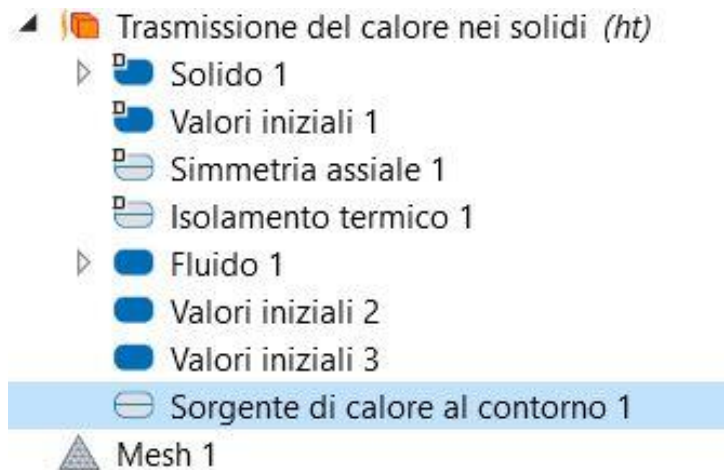 Trasmissione del calore nei solidi (ht)
D Solido 1
D Valori iniziali 1
D Simmetria assiale 1
D Isolamento termico 1
Fluido 1
Valori iniziali 2
Valori iniziali 3
Sorgente di calore al contorno 1
Mesh 1